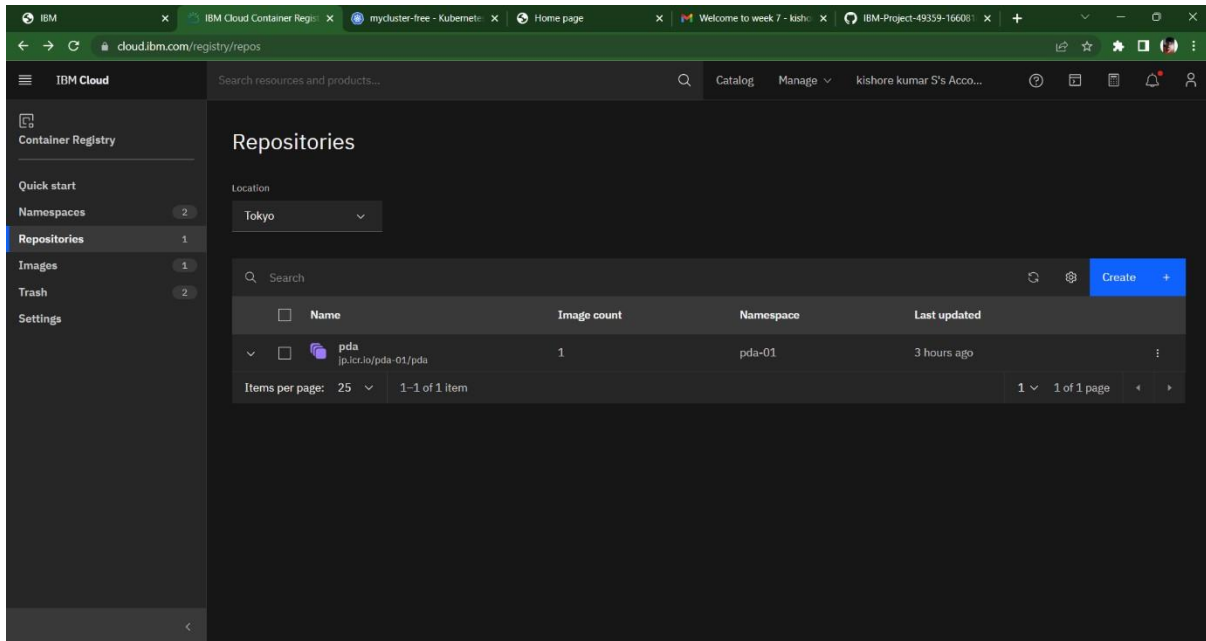 IBM
IBM Cloud Container Regist
mycluster-free - Kubernete
Home page
Welcome to week 7 - kisho
IBM-Project-49359-16608
cloud.ibm.com/registry/repos
IBM Cloud
Search resources and products...
Catalog
Manage
kishore kumar S's Acco...
Container Registry
Quick start
Namespaces 2
Repositories 1
Images 1
Trash 2
Settings
Repositories
Location
Tokyo
Search
Create +
Name Image count Namespace Last updated
pda 1 pda-01 3 hours ago
jp.icr.io/pda-01/pda
Items per page: 25 1–1 of 1 item 1 1 of 1 page